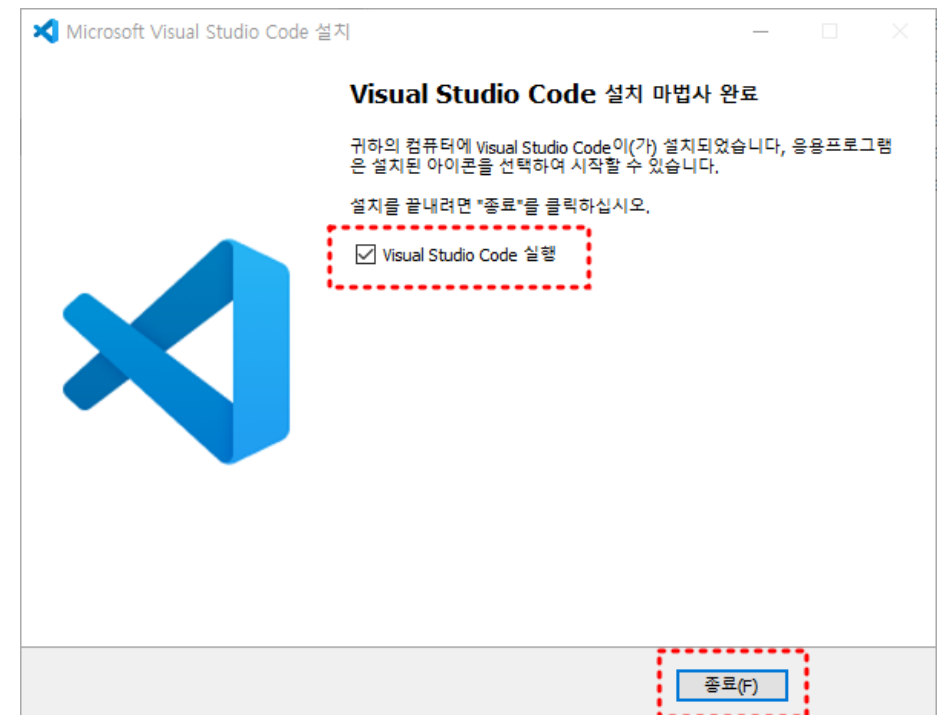 Microsoft Visual Studio Code 설치
Visual Studio Code 설치 마법사 완료
귀하의 컴퓨터에 Visual Studio Code이(가) 설치되었습니다, 응용프로그램
은 설치된 아이콘을 선택하여 시작할 수 있습니다.
설치를 끝내려면 "종료"를 클릭하십시오.
Visual Studio Code 실행
종료(F)